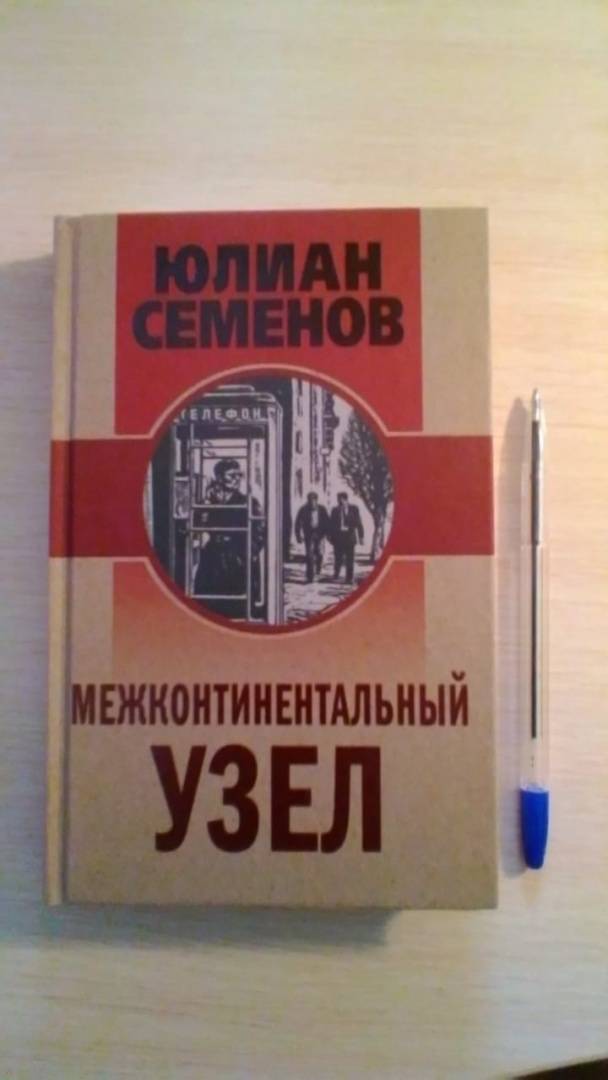 ЮЛИАН
СЕМЕНОВ
ТЕЛЕФОН
МЕЖКОНТИНЕНТАЛЬНЫЙ
УЗЕЛ